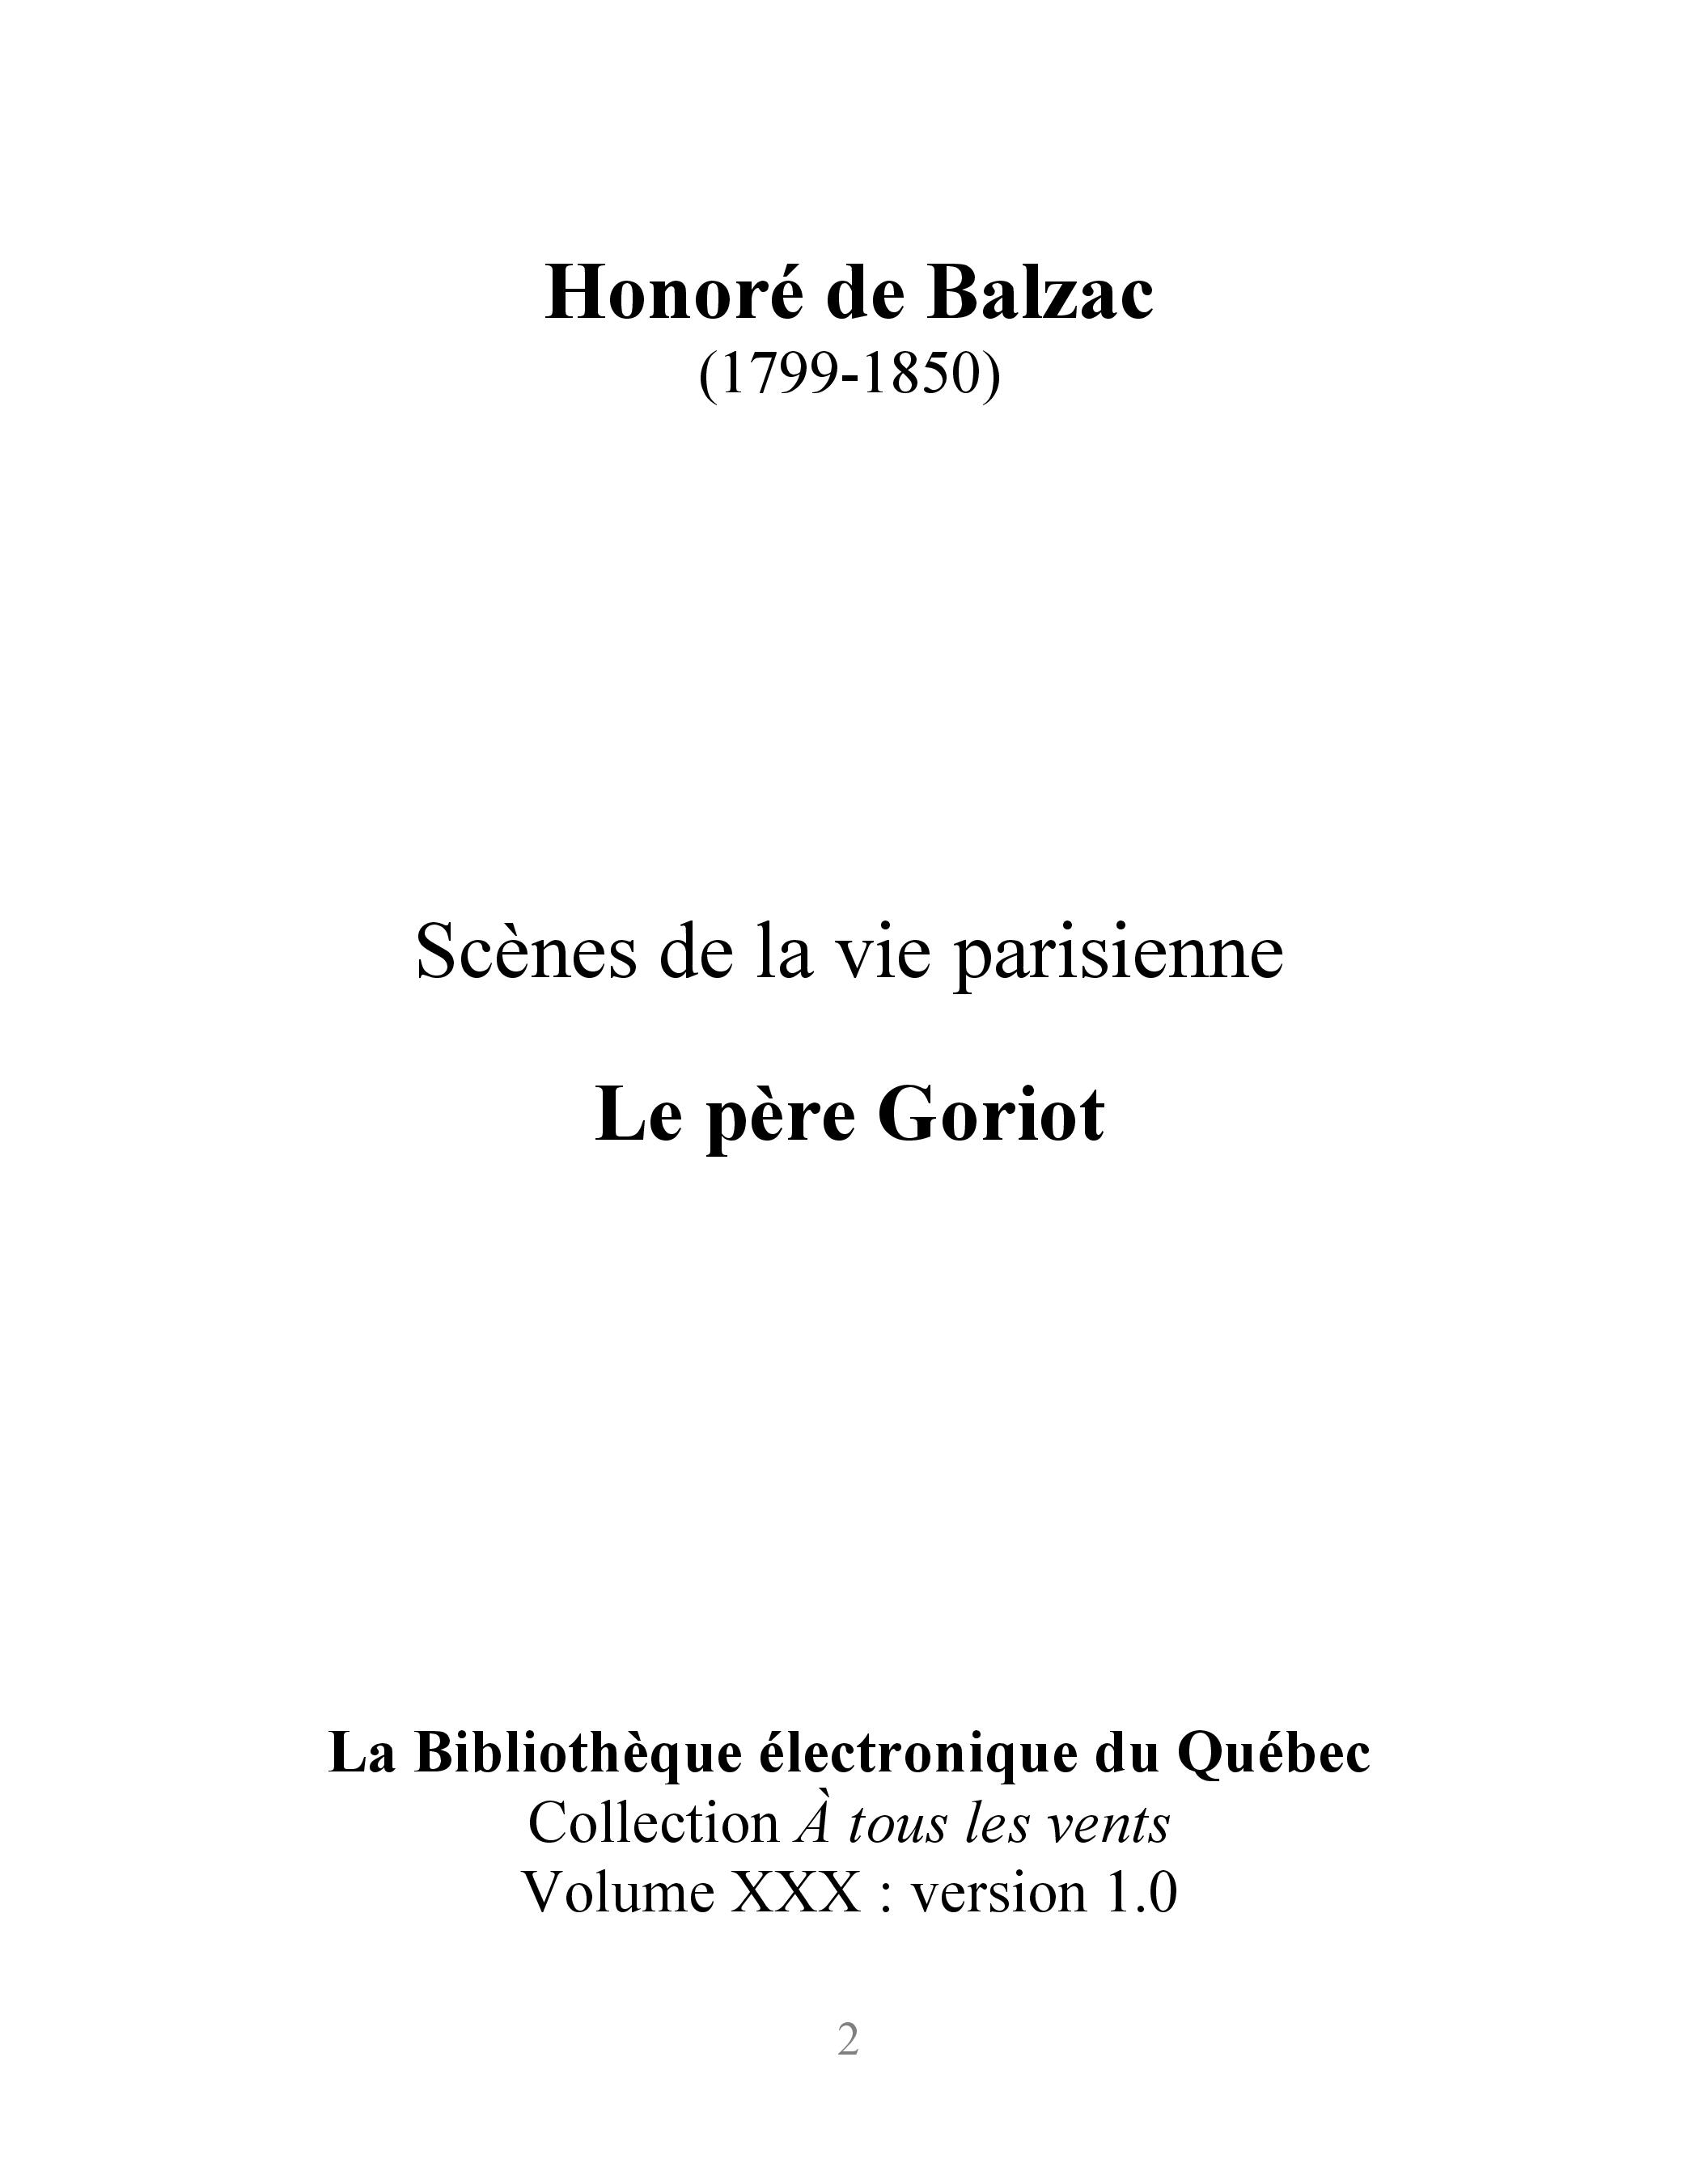 Honoré de Balzac
(1799-1850)
Scènes de la vie parisienne
Le père Goriot
La Bibliothèque électronique du Québec
Collection À tous les vents
Volume XXX : version 1.0
2